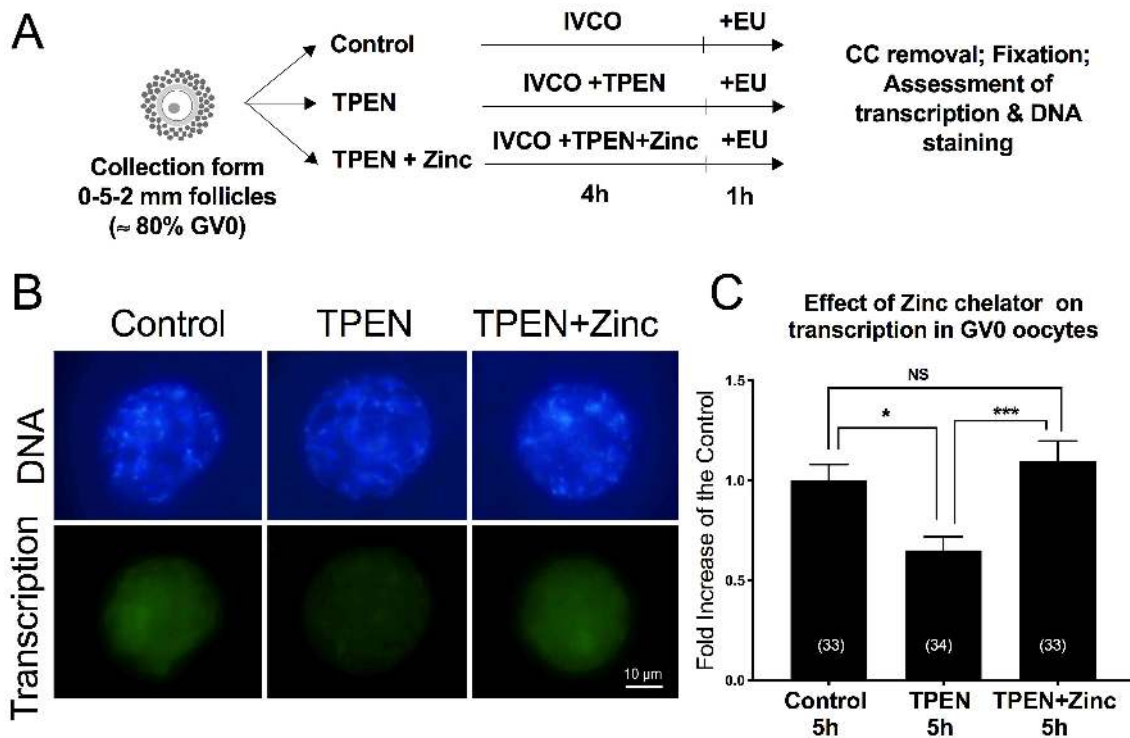 A
Control
TPEN
TPEN + Zinc
IVCO
+EU
IVCO +TPEN
+EU
IVCO +TPEN+Zinc
+EU
4h
1h
CC removal; Fixation;
Assessment of
transcription & DNA
staining
Collection form
0-5-2 mm follicles
(≈ 80% GV0)
B
Control
TPEN
TPEN+Zinc
DNA
Transcription
10 µm
C
Effect of Zinc chelator on
transcription in GV0 oocytes
Fold Increase of the Control
1.5
1.0
0.5
0.0
NS
*
***
(33)
(34)
(33)
Control
5h
TPEN
5h
TPEN+Zinc
5h